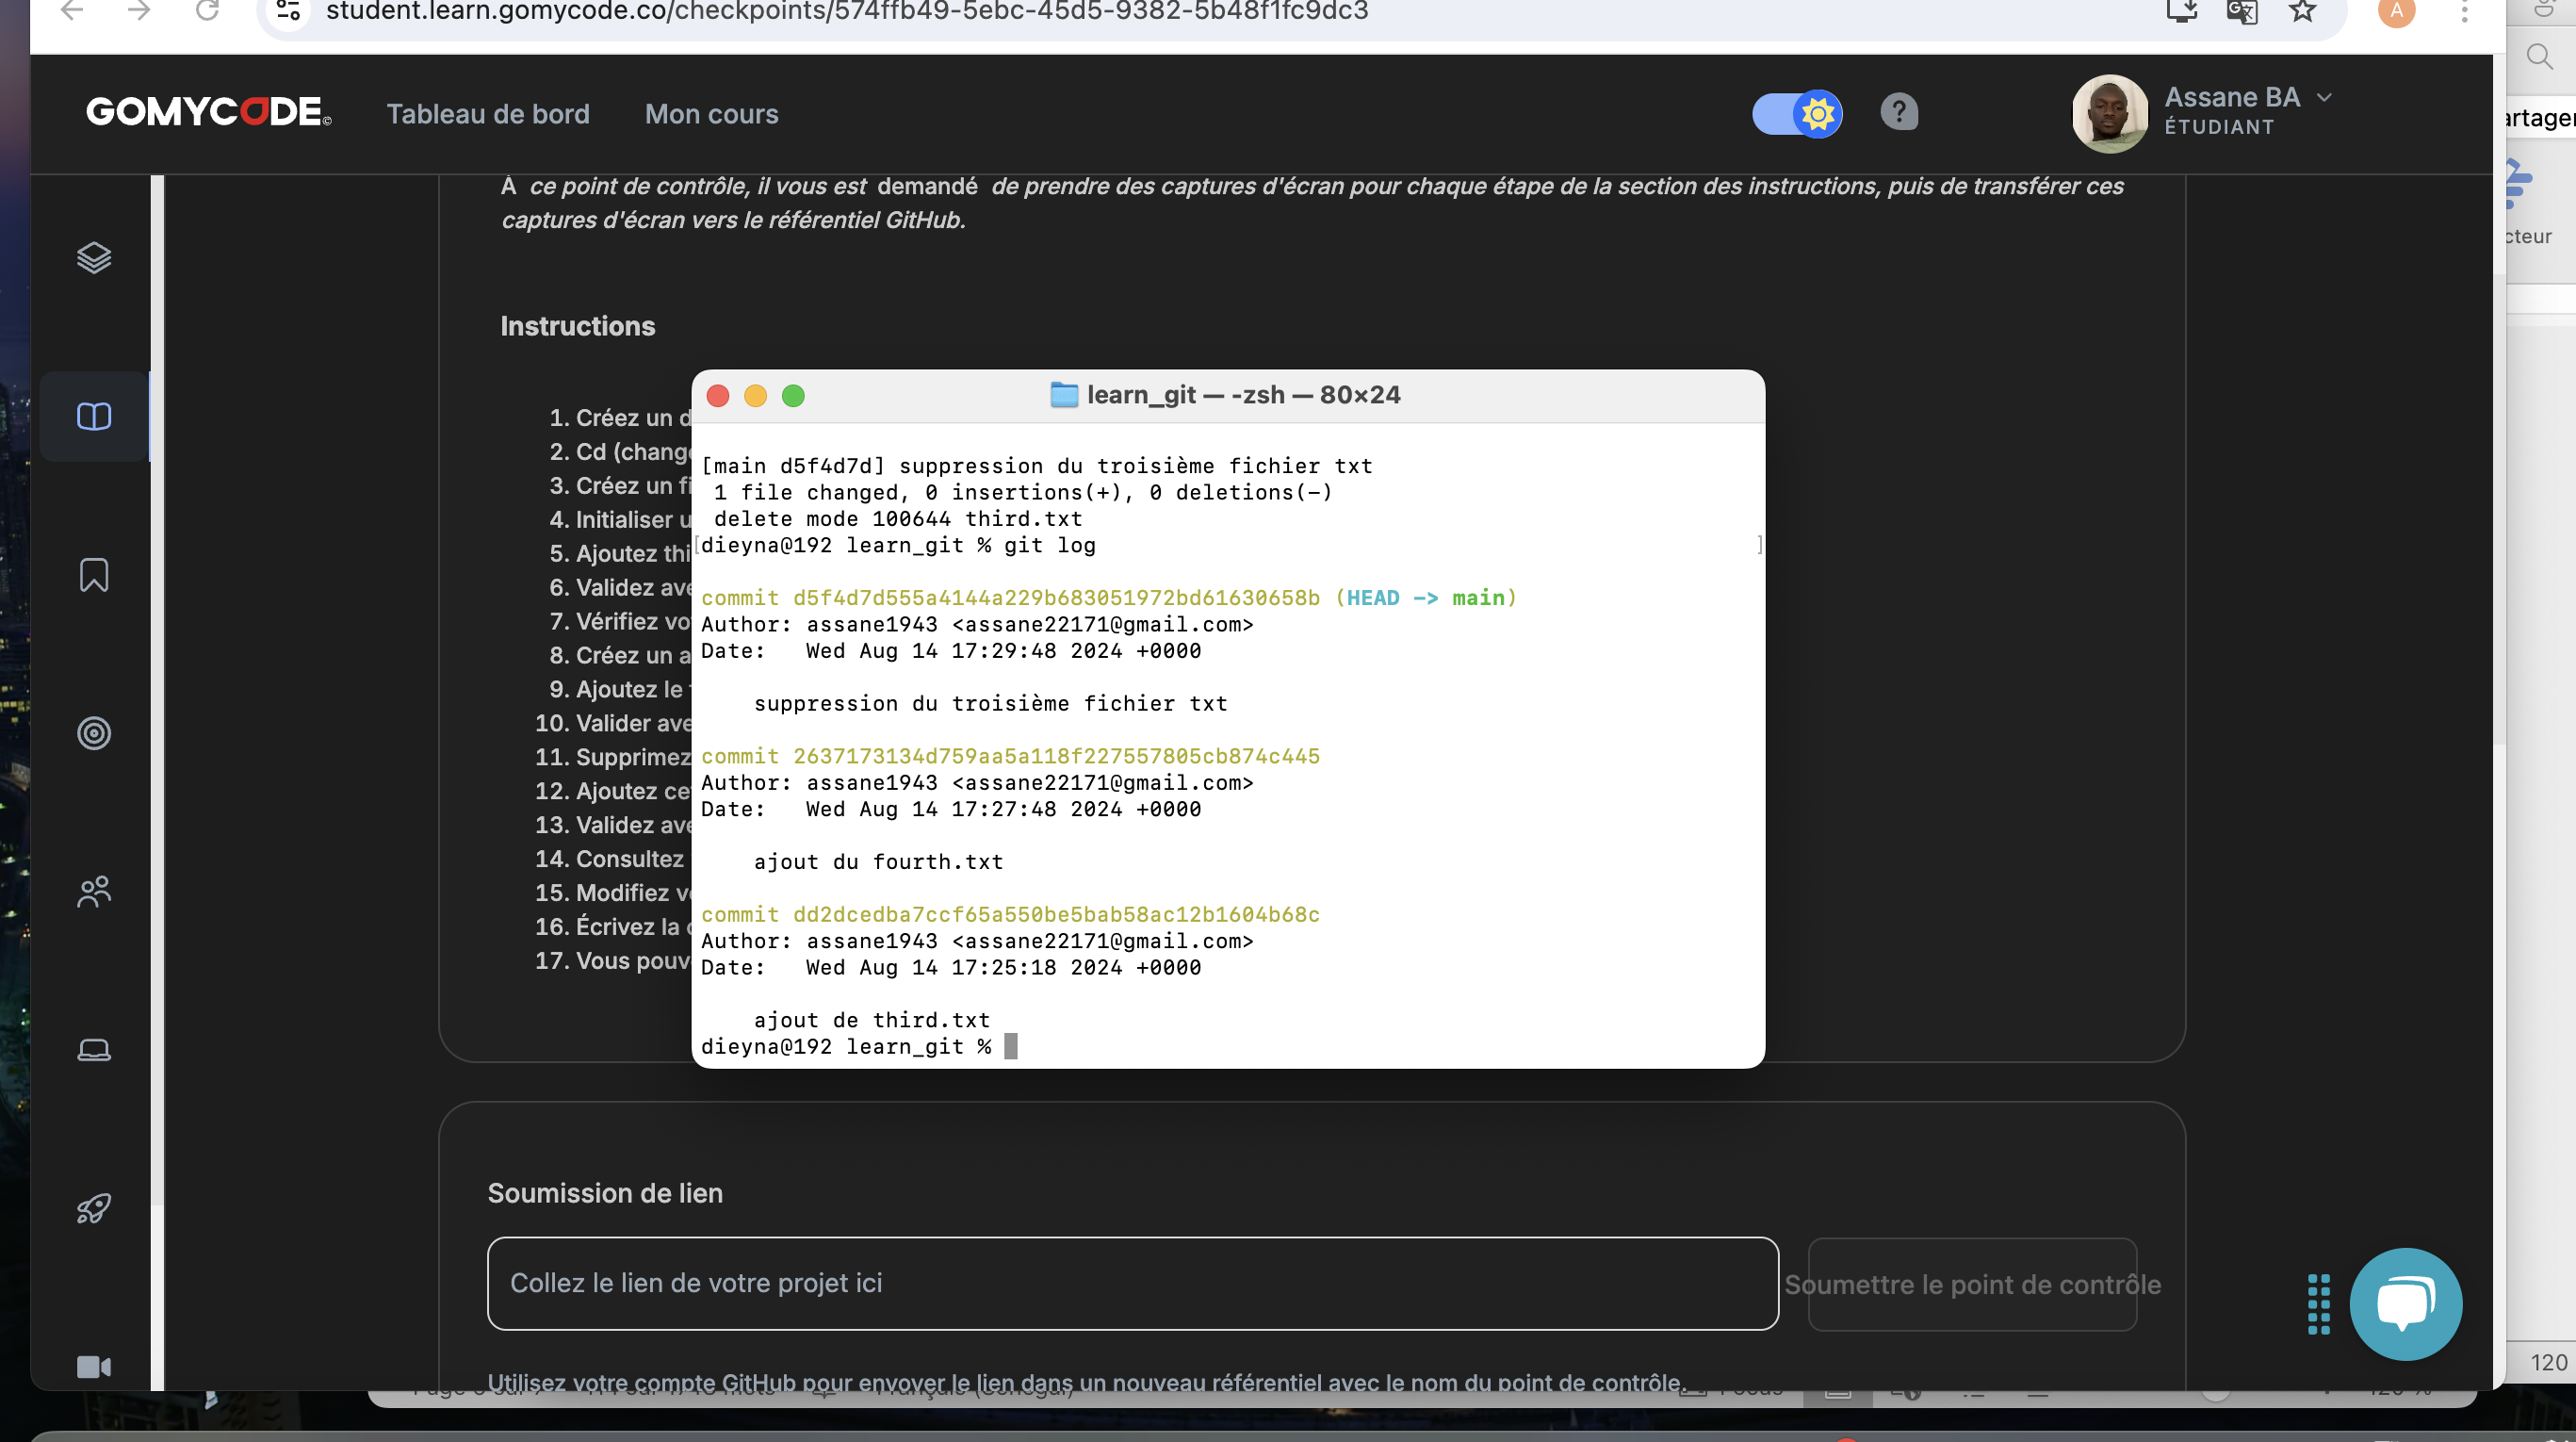 student.learn.gomycode.co/checkpoints/574ffb49-5ebc-45d5-9382-5b48f1fc9dc3
A
GOMYCODE©
Tableau de bord
Mon cours
?
Assane BA
ÉTUDIANT
artager
cteur
À ce point de contrôle, il vous est demandé de prendre des captures d'écran pour chaque étape de la section des instructions, puis de transférer ces
captures d'écran vers le référentiel GitHub.
Instructions
1. Créez un d
2. Cd (change
3. Créez un fi
4. Initialiser u
5. Ajoutez thi
6. Validez ave
7. Vérifiez vo
8. Créez un a
9. Ajoutez le
10. Valider ave
11. Supprimez
12. Ajoutez ce
13. Validez ave
14. Consultez
15. Modifiez v
16. Écrivez la c
17. Vous pouv
learn_git — -zsh — 80×24
[main d5f4d7d] suppression du troisième fichier txt
1 file changed, 0 insertions(+), 0 deletions(-)
delete mode 100644 third.txt
[dieyna@192 learn_git % git log ]
commit d5f4d7d555a4144a229b683051972bd61630658b (HEAD -> main)
Author: assane1943 <assane22171@gmail.com>
Date:   Wed Aug 14 17:29:48 2024 +0000
suppression du troisième fichier txt
commit 2637173134d759aa5a118f227557805cb874c445
Author: assane1943 <assane22171@gmail.com>
Date:   Wed Aug 14 17:27:48 2024 +0000
ajout du fourth.txt
commit dd2dcedba7ccf65a550be5bab58ac12b1604b68c
Author: assane1943 <assane22171@gmail.com>
Date:   Wed Aug 14 17:25:18 2024 +0000
ajout de third.txt
dieyna@192 learn_git %
Soumission de lien
Collez le lien de votre projet ici
Soumettre le point de contrôle
Utilisez votre compte GitHub pour envoyer le lien dans un nouveau référentiel avec le nom du point de contrôle.
120